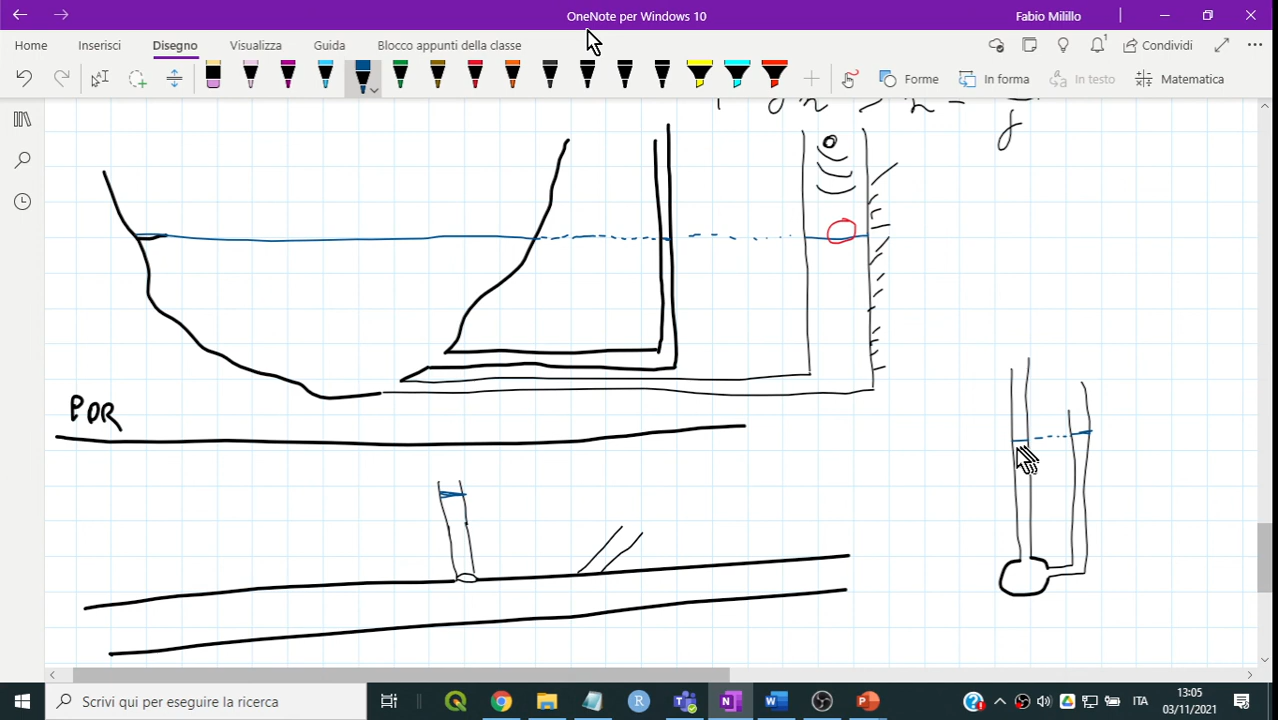 OneNote per Windows 10
Fabio Milillo
Home Inserisci Disegno Visualizza Guida Blocco appunti della classe Condividi
Forme In forma In testo Matematica
PDR
Scrivi qui per eseguire la ricerca
ITA
13:05
03/11/2021